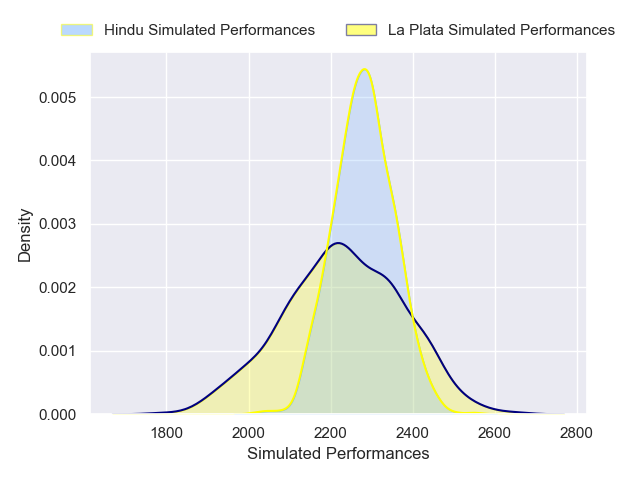 Hindu Simulated Performances La Plata Simulated Performances
0.005
0.004
0.003
0.002
0.001
0.000
Density
1800 2000 2200 2400 2600 2800
Simulated Performances